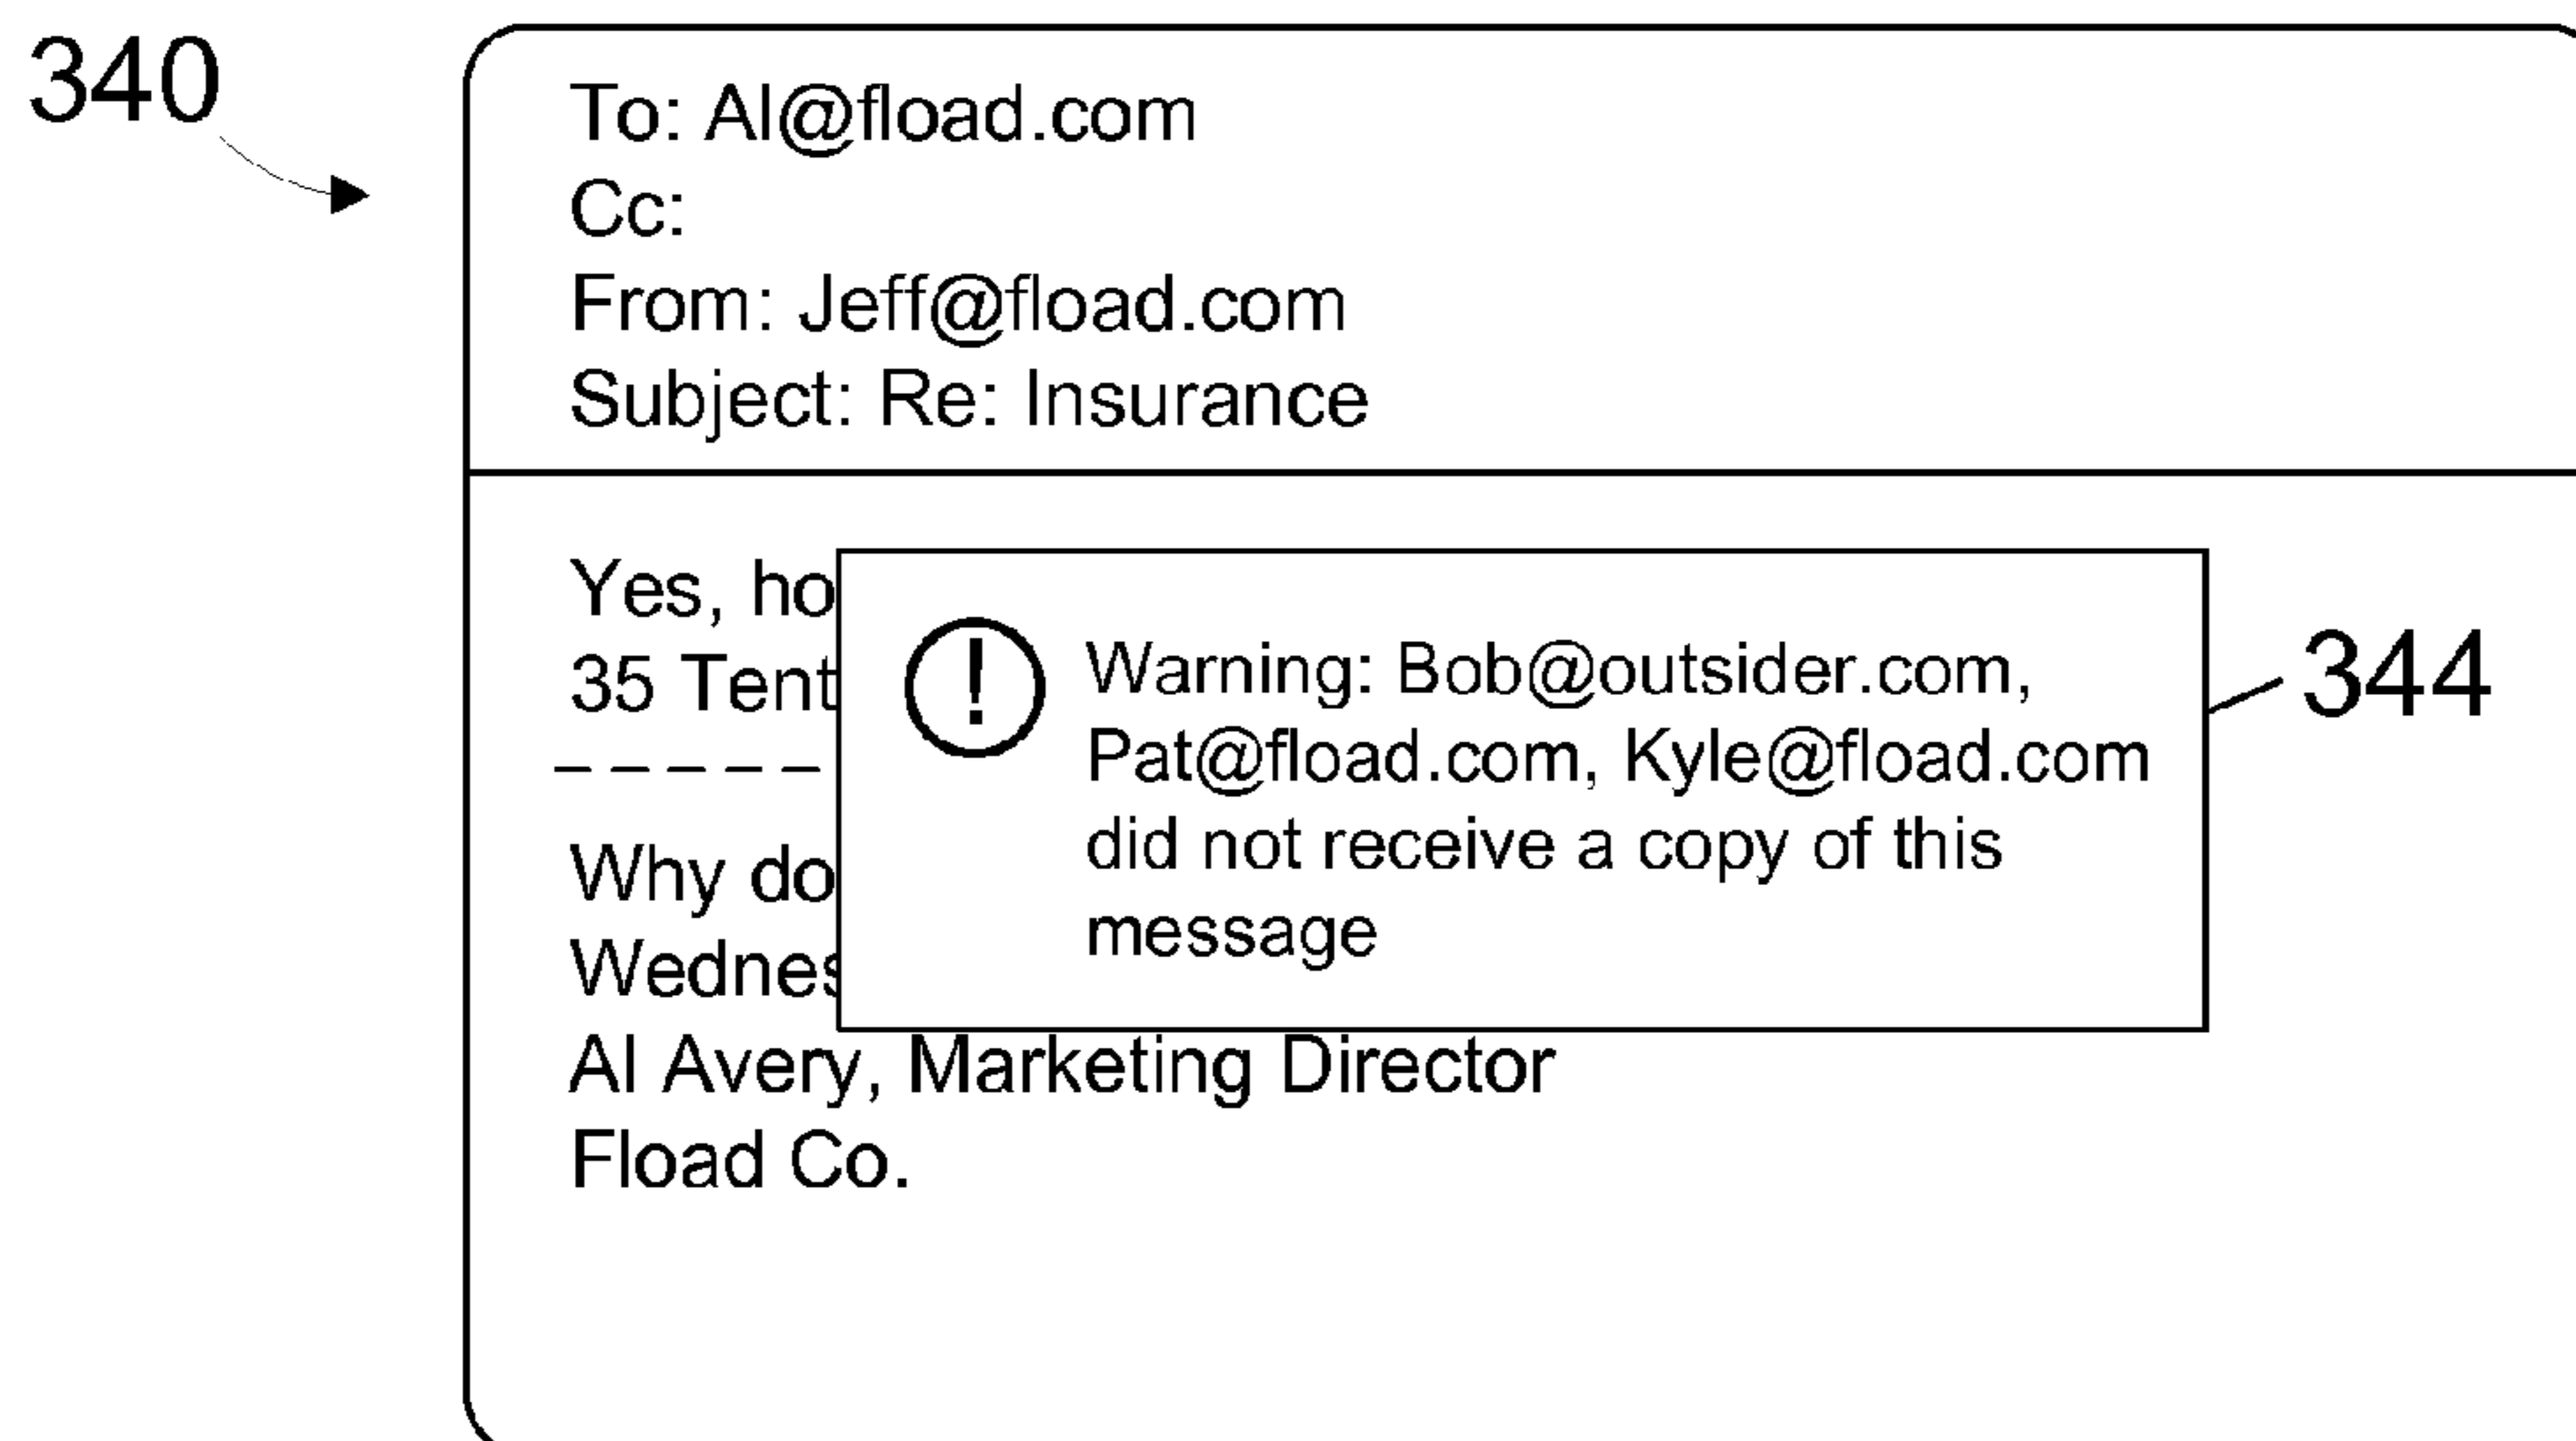 340
To: Al@fload.com
Cc:
From: Jeff@fload.com
Subject: Re: Insurance
Yes, ho
35 Tent
Warning: Bob@outsider.com,
Pat@fload.com, Kyle@fload.com
did not receive a copy of this
message
344
Why do
Wednes
Al Avery, Marketing Director
Fload Co.